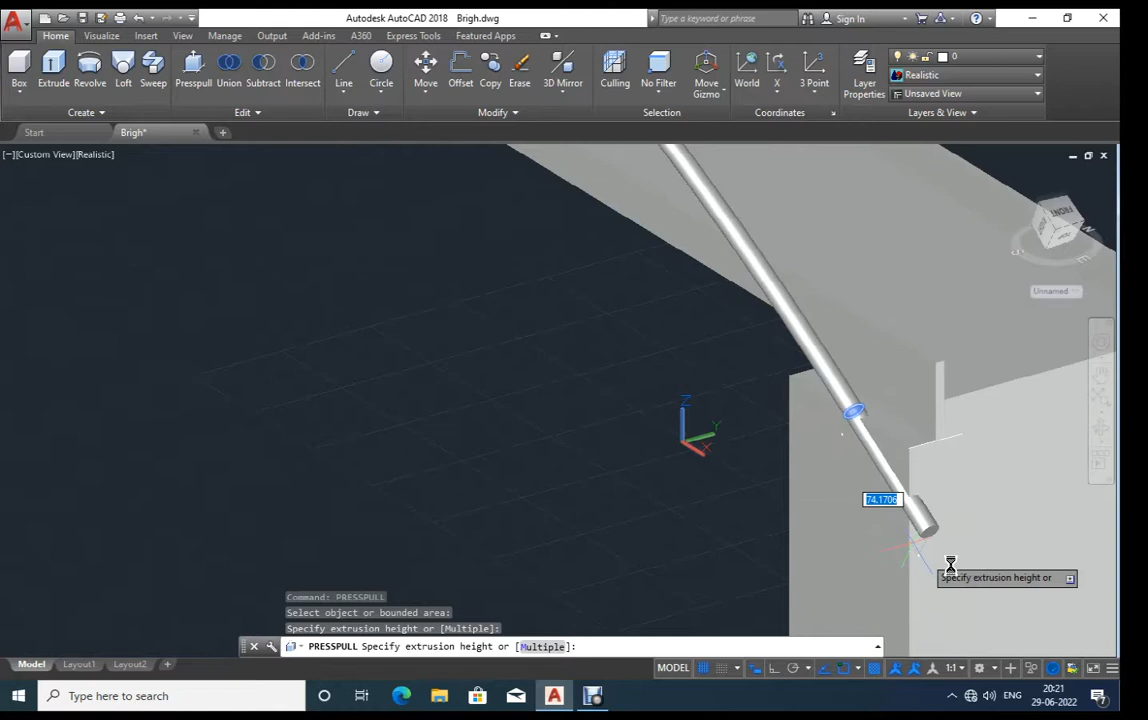 Autodesk AutoCAD 2018 Brigh.dwg
Type a keyword or phrase
Sign In
Home Visualize Insert View Manage Output Add-ins A360 Express Tools Featured Apps
Box Extrude Revolve Loft Sweep Presspull Union Subtract Intersect Line Circle Move Offset Copy Erase 3D Mirror Culling No Filter Move Gizmo World X 3 Point Layer Properties
0
Realistic
Unsaved View
Create Edit Draw Modify Selection Coordinates Layers & View
Start Brigh*
[−][Custom View][Realistic]
FRONT
N
S
E
Unnamed
Z
Y
X
74.1706
Specify extrusion height or
Command: PRESSPULL
Select object or bounded area:
Specify extrusion height or [Multiple]:
PRESSPULL Specify extrusion height or [Multiple]:
Model Layout1 Layout2 +
MODEL 1:1
Type here to search
A
ENG
20:21
29-06-2022
7